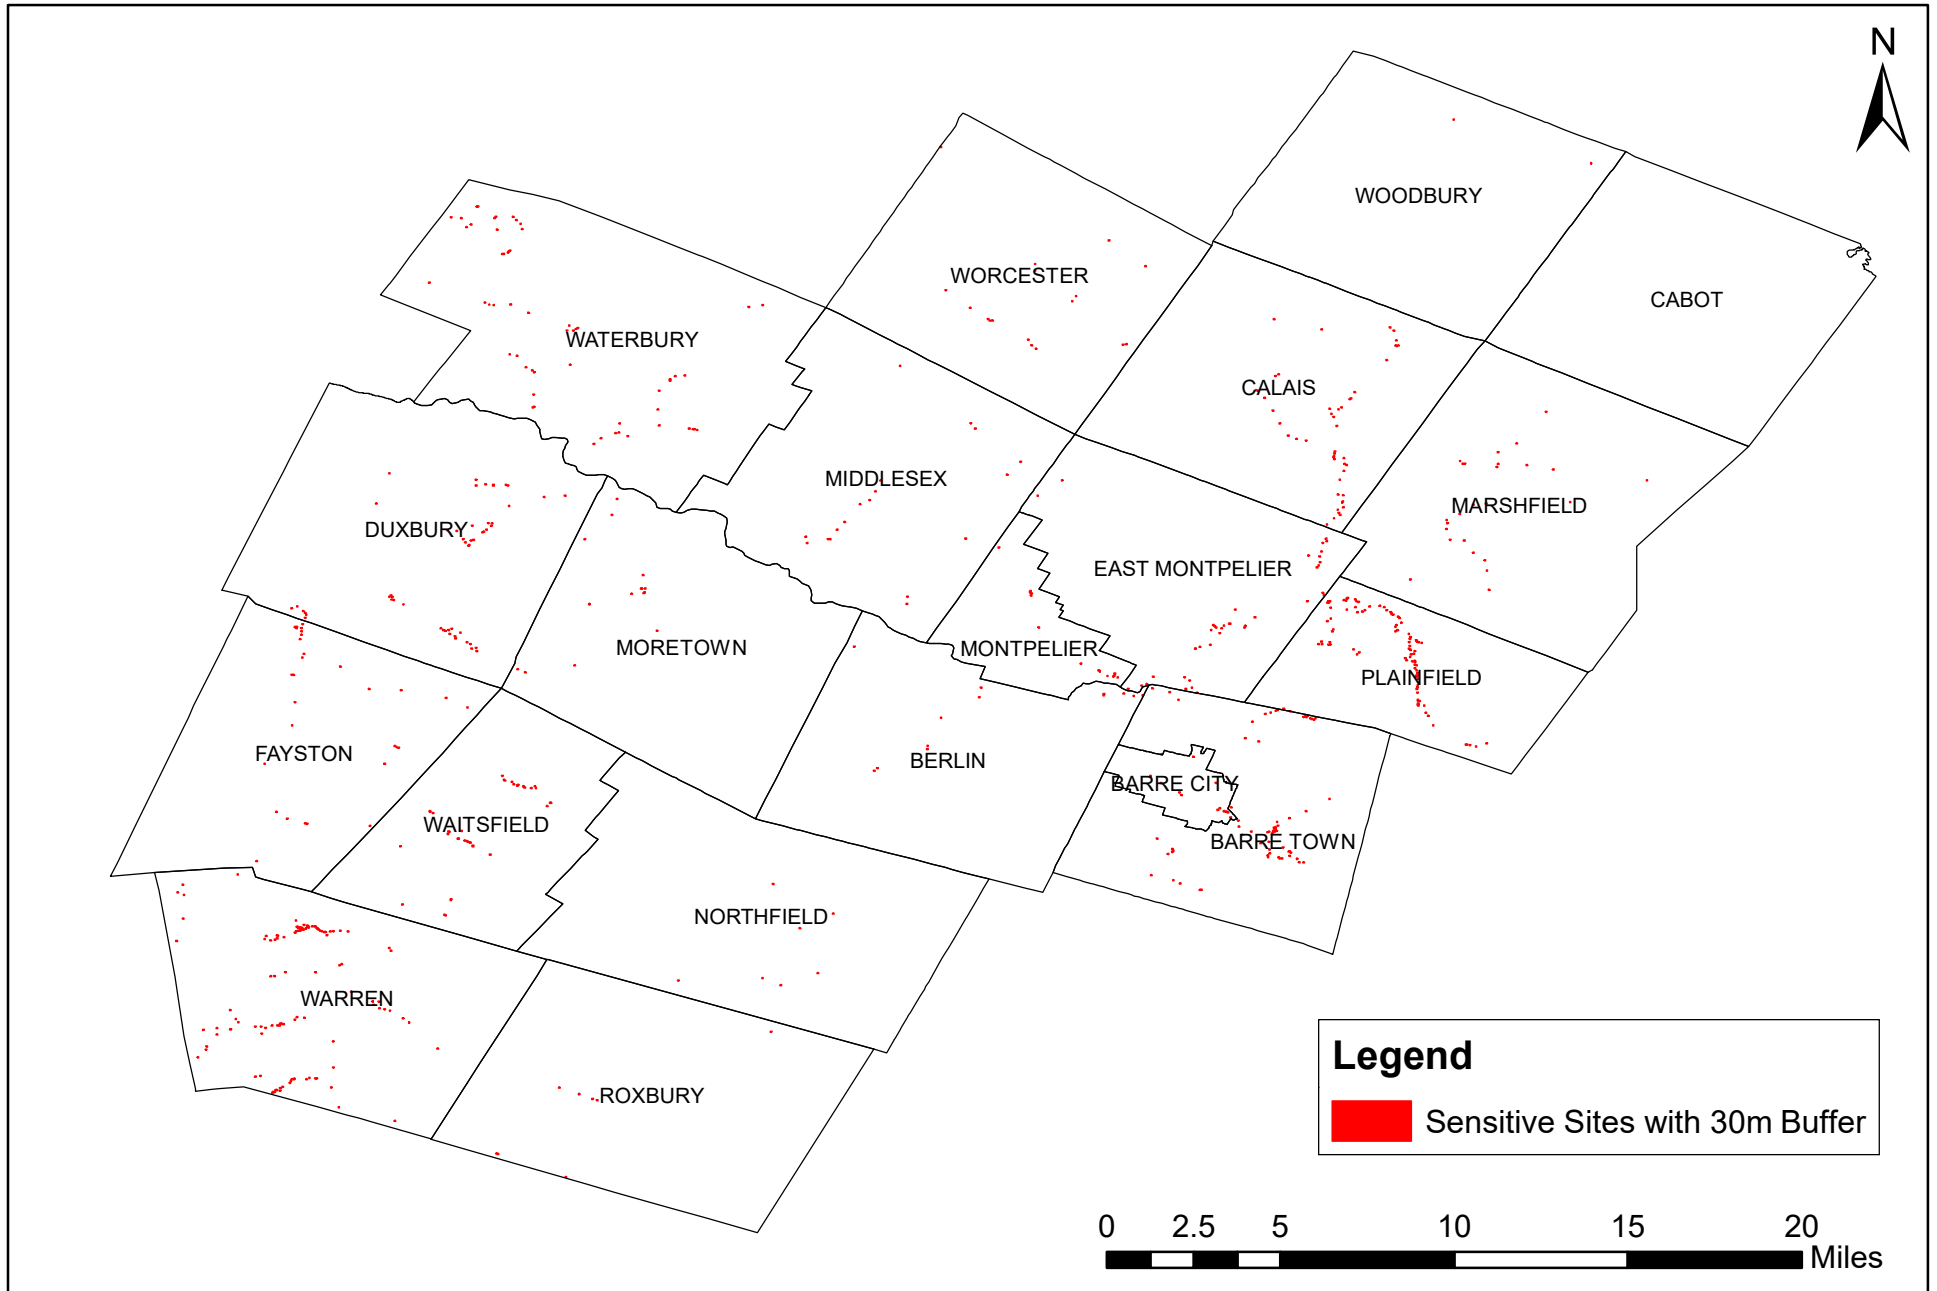 N
WOODBURY
WORCESTER
CABOT
WATERBURY
CALAIS
MIDDLESEX
MARSHFIELD
DUXBURY
EAST MONTPELIER
MORETOWN
MONTPELIER
PLAINFIELD
FAYSTON
BERLIN
BARRE CITY
WAITSFIELD
BARRE TOWN
NORTHFIELD
WARREN
ROXBURY
Legend
Sensitive Sites with 30m Buffer
0 2.5 5 10 15 20
Miles